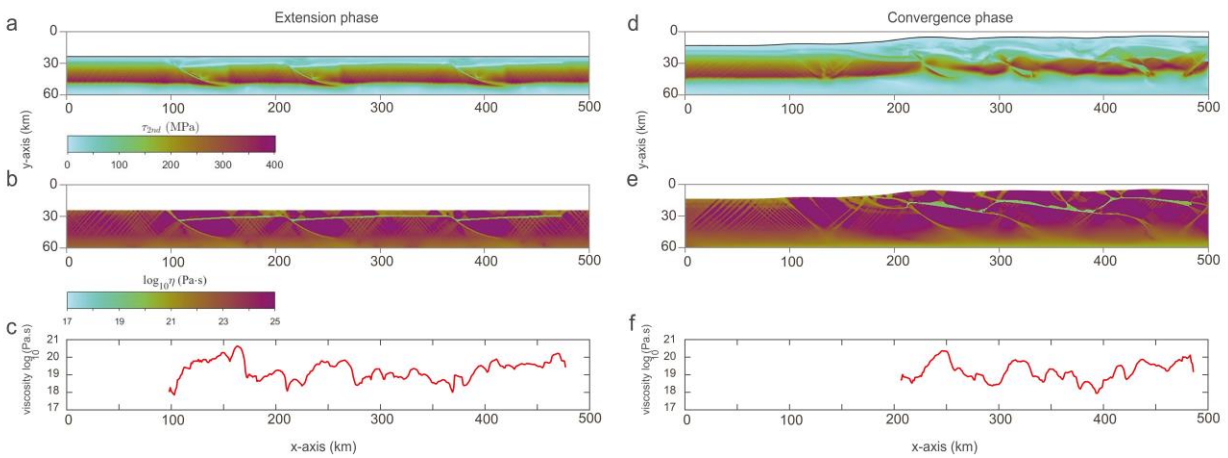 Extension phase
Convergence phase
a
0
30
60
0 100 200 300 400 500
y-axis (km)
τ2nd (MPa)
0 100 200 300 400
b
0
30
60
0 100 200 300 400 500
log10η (Pa·s)
17 19 21 23 25
c
viscosity log10(Pa.s)
21
20
19
18
17
0 100 200 300 400 500
x-axis (km)
d
0
30
60
0 100 200 300 400 500
y-axis (km)
e
0
30
60
0 100 200 300 400 500
f
viscosity log10(Pa.s)
21
20
19
18
17
0 100 200 300 400 500
x-axis (km)